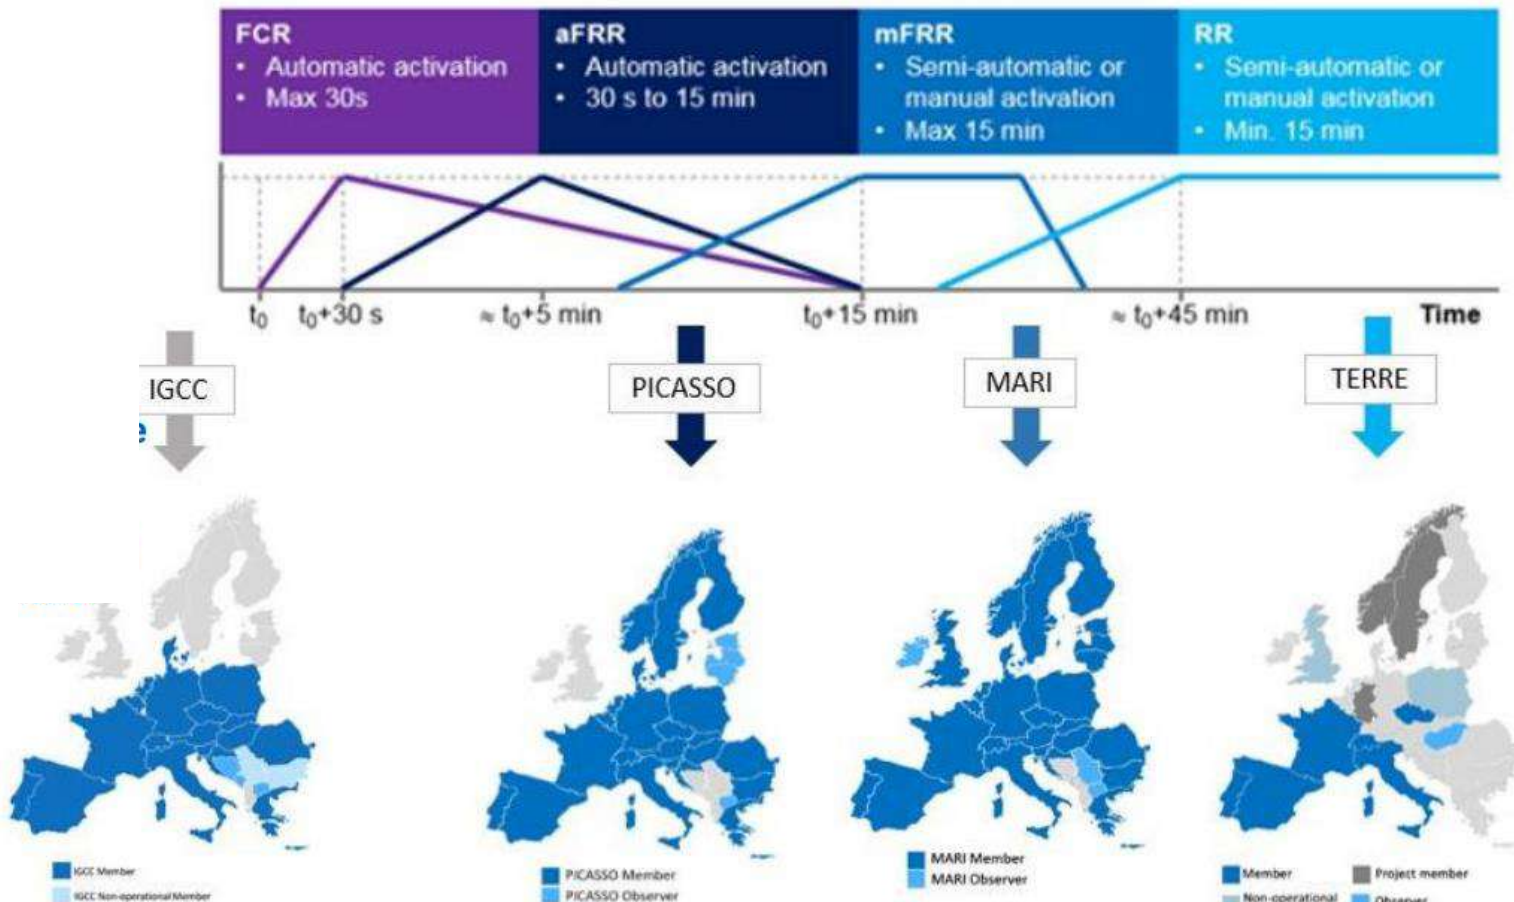 FCR
• Automatic activation
• Max 30s
aFRR
• Automatic activation
• 30 s to 15 min
mFRR
• Semi-automatic or
manual activation
• Max 15 min
RR
• Semi-automatic or
manual activation
• Min. 15 min
t₀
t₀+30 s
≈ t₀+5 min
t₀+15 min
≈ t₀+45 min
Time
IGCC
PICASSO
MARI
TERRE
e
IGCC Member
IGCC Non-operational Member
PICASSO Member
PICASSO Observer
MARI Member
MARI Observer
Member
Project member
Non-operational
Observer